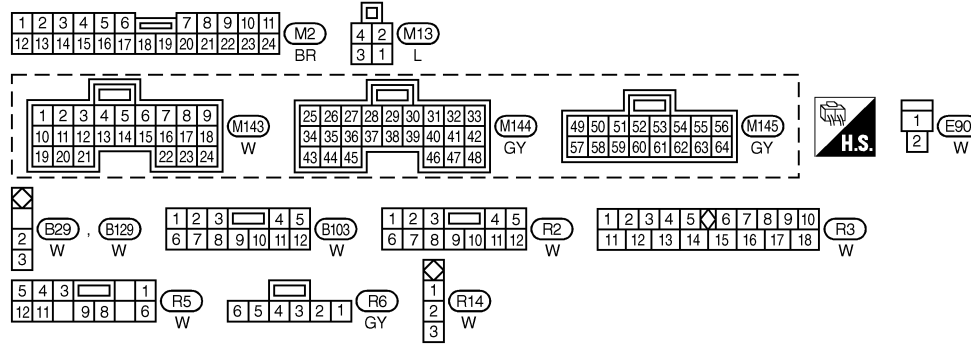 1 2 3 4 5 6 7 8 9 10 11
12 13 14 15 16 17 18 19 20 21 22 23 24
M2
BR
4 2
3 1
M13
L
1 2 3 4 5 6 7 8 9
10 11 12 13 14 15 16 17 18
19 20 21 22 23 24
M143
W
25 26 27 28 29 30 31 32 33
34 35 36 37 38 39 40 41 42
43 44 45 46 47 48
M144
GY
49 50 51 52 53 54 55 56
57 58 59 60 61 62 63 64
M145
GY
H.S.
1
2
E90
W
2
3
B29 , B129
W W
1 2 3 4 5
6 7 8 9 10 11 12
B103
W
1 2 3 4 5
6 7 8 9 10 11 12
R2
W
1 2 3 4 5 6 7 8 9 10
11 12 13 14 15 16 17 18
R3
W
5 4 3 1
12 11 9 8 6
R5
W
6 5 4 3 2 1
R6
GY
1
2
3
R14
W